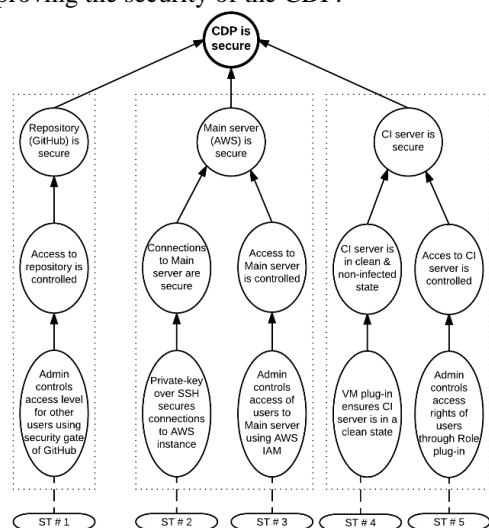 proving the security of the CDP.
CDP is
secure
Repository
(GitHub) is
secure
Main server
(AWS) is
secure
CI server is
secure
Access to
repository is
controlled
Connections
to Main
server are
secure
Access to
Main server
is controlled
CI server is
in clean &
non-infected
state
Acces to CI
server is
controlled
Admin
controls
access level
for other
users using
security gate
of GitHub
Private-key
over SSH
secures
connections
to AWS
instance
Admin
controls
access of
users to Main
server using
AWS
IAM
VM plug-in
ensures CI
server is in a
clean state
Admin
controls
access
rights of
users
through Role
plug-in
ST # 1
ST # 2
ST # 3
ST # 4
ST # 5